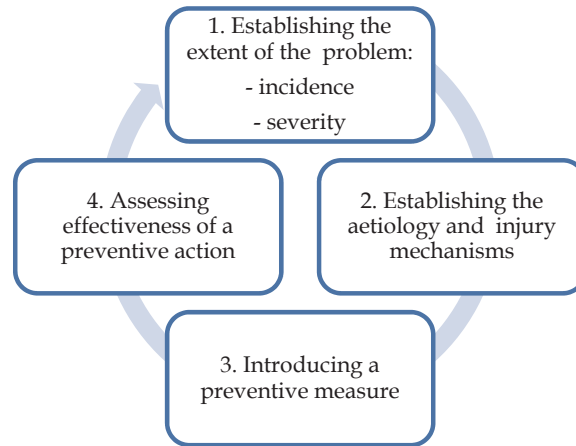 1. Establishing the
extent of the problem:
- incidence
- severity
2. Establishing the
aetiology and injury
mechanisms
3. Introducing a
preventive measure
4. Assessing
effectiveness of a
preventive action